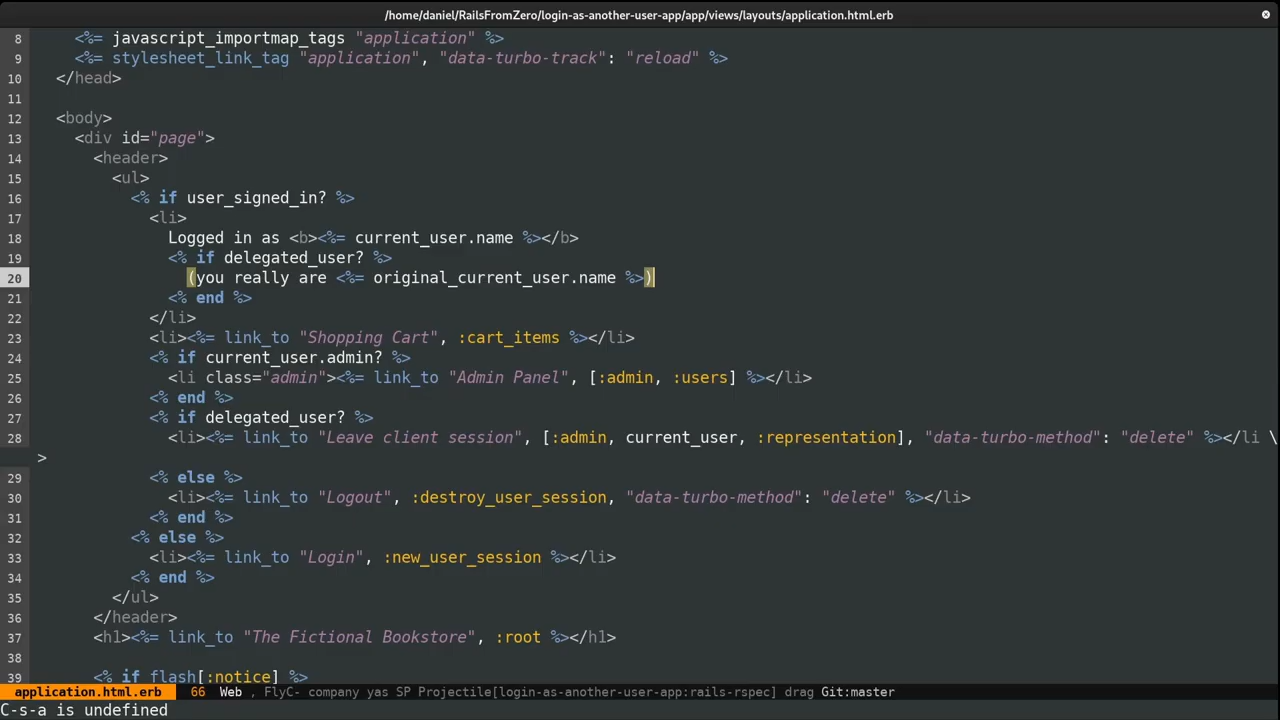 /home/daniel/RailsFromZero/login-as-another-user-app/app/views/layouts/application.html.erb
8 <%= javascript_importmap_tags "application" %>
9 <%= stylesheet_link_tag "application", "data-turbo-track": "reload" %>
10 </head>
11
12 <body>
13 <div id="page">
14 <header>
15 <ul>
16 <% if user_signed_in? %>
17 <li>
18 Logged in as <b><%= current_user.name %></b>
19 <% if delegated_user? %>
20 (you really are <%= original_current_user.name %>)
21 <% end %>
22 </li>
23 <li><%= link_to "Shopping Cart", :cart_items %></li>
24 <% if current_user.admin? %>
25 <li class="admin"><%= link_to "Admin Panel", [:admin, :users] %></li>
26 <% end %>
27 <% if delegated_user? %>
28 <li><%= link_to "Leave client session", [:admin, current_user, :representation], "data-turbo-method": "delete" %></li \
>
29 <% else %>
30 <li><%= link_to "Logout", :destroy_user_session, "data-turbo-method": "delete" %></li>
31 <% end %>
32 <% else %>
33 <li><%= link_to "Login", :new_user_session %></li>
34 <% end %>
35 </ul>
36 </header>
37 <h1><%= link_to "The Fictional Bookstore", :root %></h1>
38
39 <% if flash[:notice] %>
application.html.erb 66 Web , FlyC- company yas SP Projectile[login-as-another-user-app:rails-rspec] drag Git:master
C-s-a is undefined